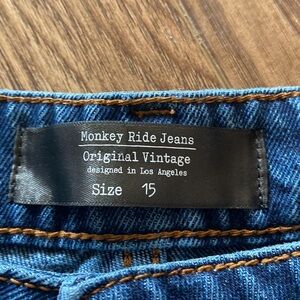 Monkey Ride Jeans
Original Vintage
designed in Los Angeles
Size 15